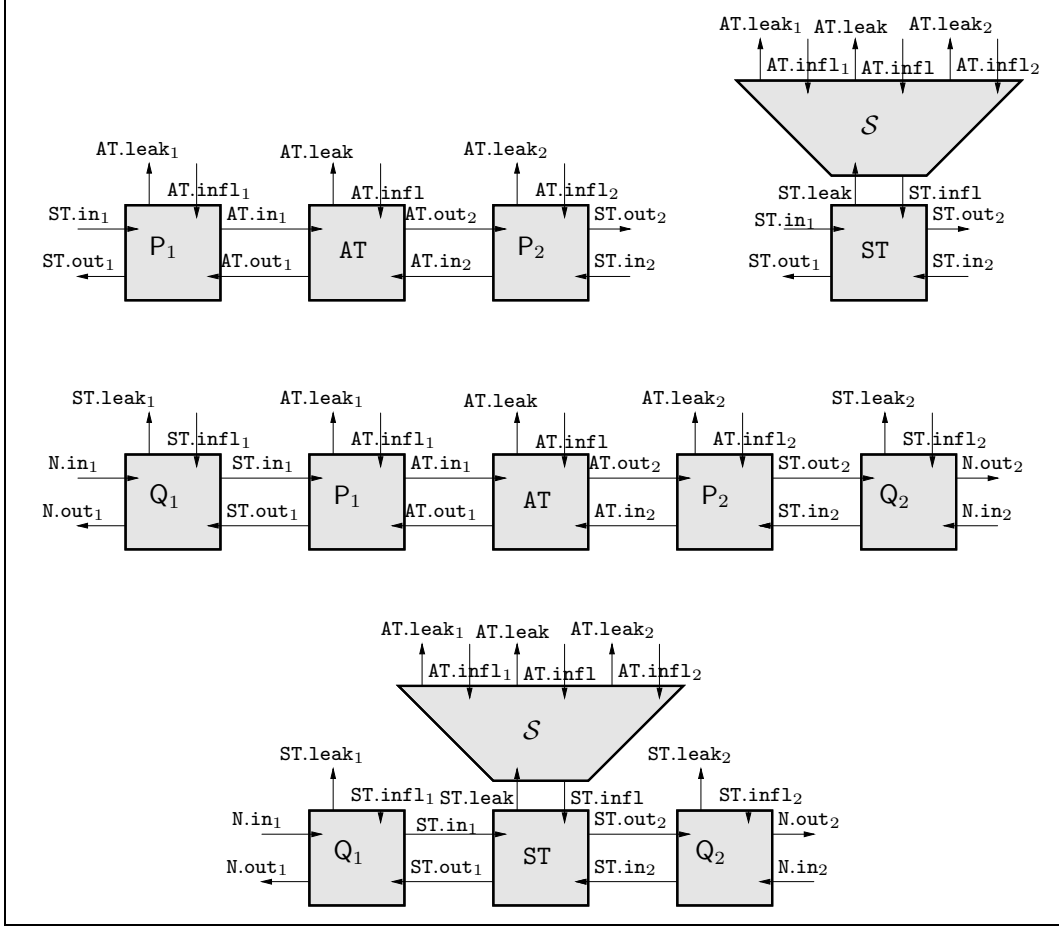 AT.leak₁ AT.leak AT.leak₂
AT.infl₁ AT.infl AT.infl₂
𝒮
AT.leak₁ AT.leak AT.leak₂
AT.infl₁ AT.infl AT.infl₂ ST.leak ST.infl
ST.in₁ AT.in₁ AT.out₂ ST.out₂ ST.in₁ ST.out₂
P₁ AT P₂ ST
ST.out₁ AT.out₁ AT.in₂ ST.in₂ ST.out₁ ST.in₂
ST.leak₁ AT.leak₁ AT.leak AT.leak₂ ST.leak₂
ST.infl₁ AT.infl₁ AT.infl AT.infl₂ ST.infl₂
N.in₁ ST.in₁ AT.in₁ AT.out₂ ST.out₂ N.out₂
Q₁ P₁ AT P₂ Q₂
N.out₁ ST.out₁ AT.out₁ AT.in₂ ST.in₂ N.in₂
AT.leak₁ AT.leak AT.leak₂
AT.infl₁ AT.infl AT.infl₂
𝒮
ST.leak₁ ST.leak₂
ST.infl₁ ST.leak ST.infl ST.infl₂
N.in₁ ST.in₁ ST.out₂ N.out₂
Q₁ ST Q₂
N.out₁ ST.out₁ ST.in₂ N.in₂